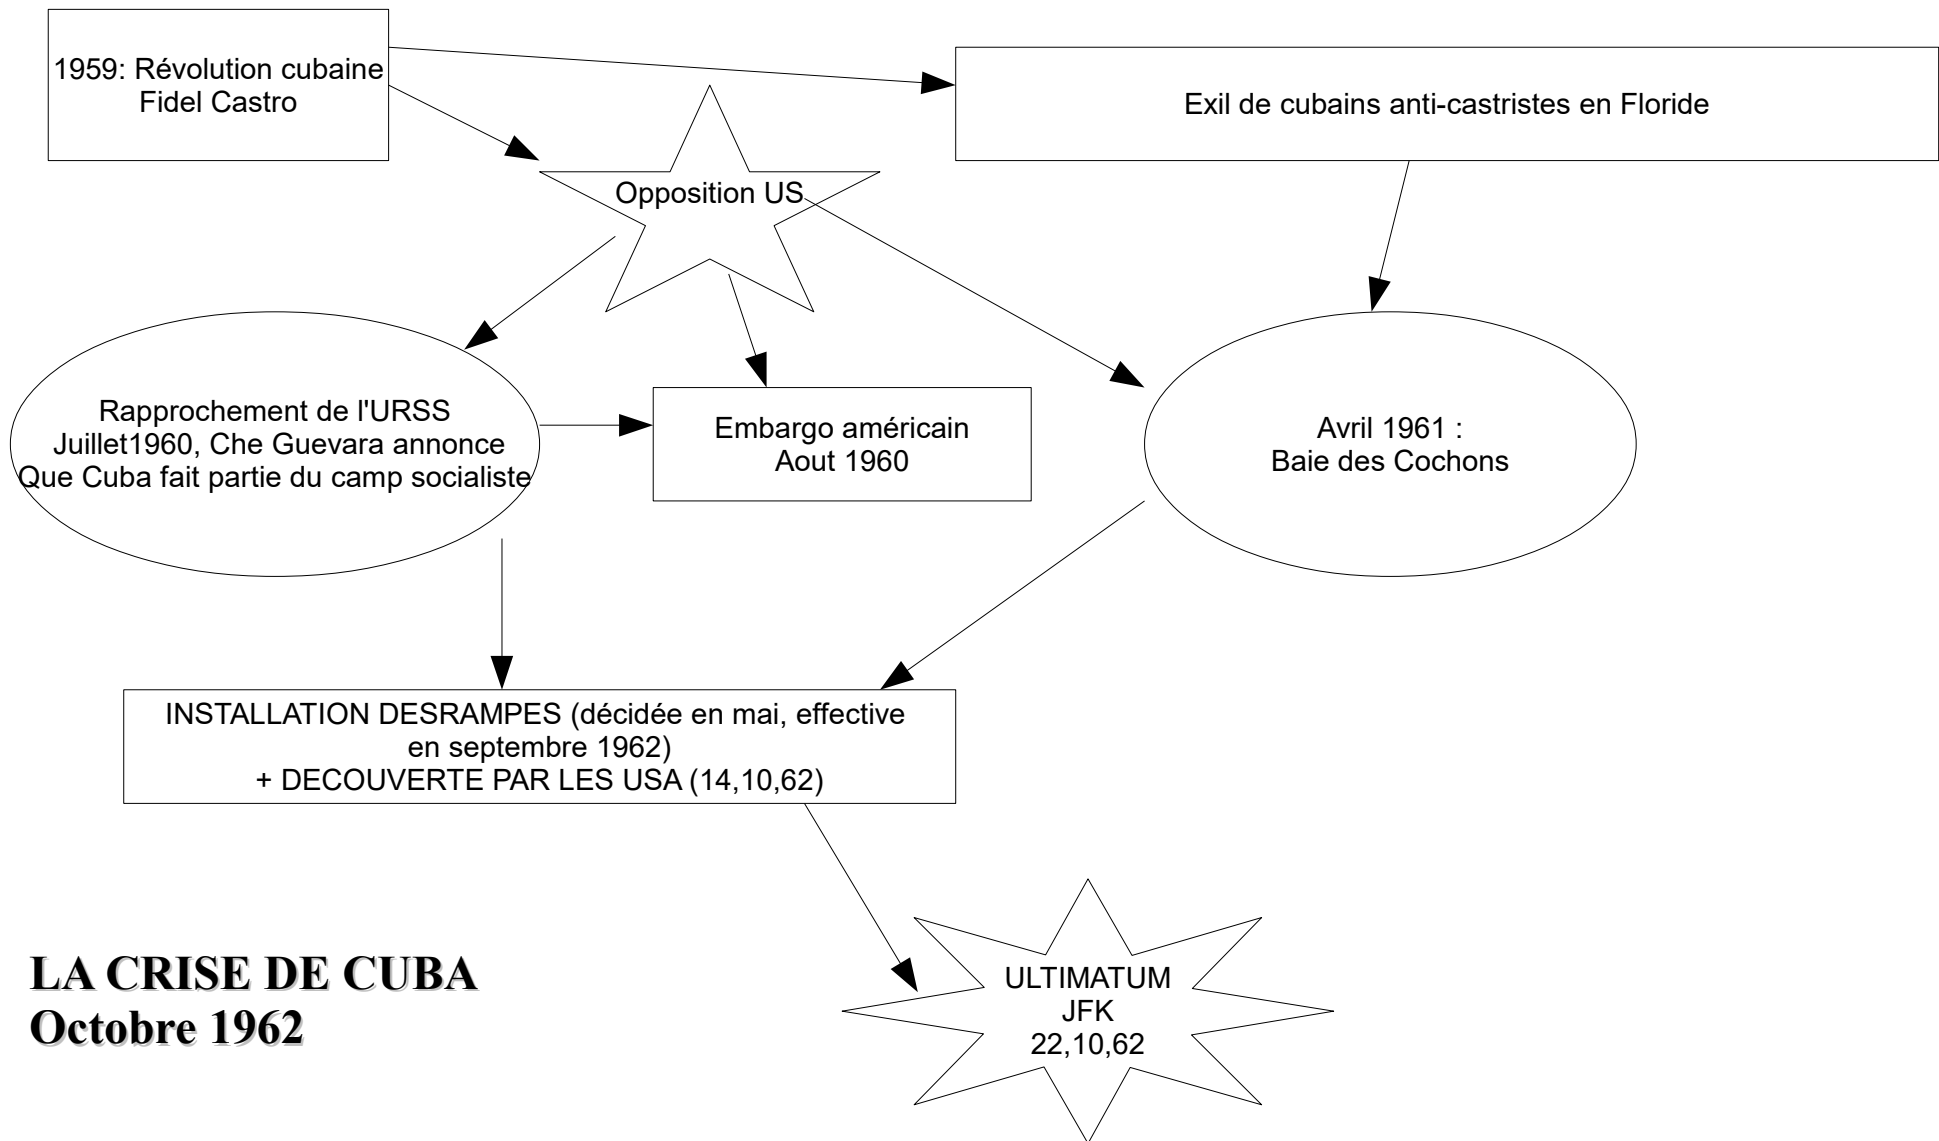 1959: Révolution cubaine
Fidel Castro
Exil de cubains anti-castristes en Floride
Opposition US
Rapprochement de l'URSS
Juillet1960, Che Guevara annonce
Que Cuba fait partie du camp socialiste
Embargo américain
Aout 1960
Avril 1961 :
Baie des Cochons
INSTALLATION DESRAMPES (décidée en mai, effective
en septembre 1962)
+ DECOUVERTE PAR LES USA (14,10,62)
ULTIMATUM
JFK
22,10,62
LA CRISE DE CUBA
Octobre 1962